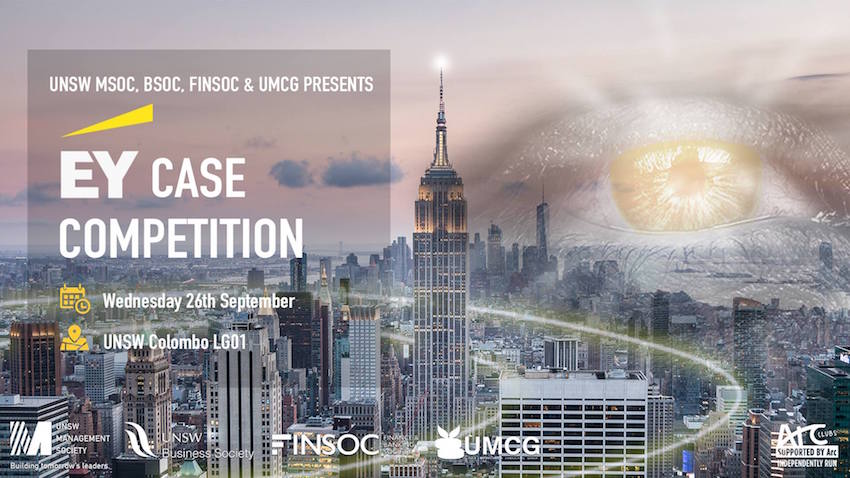 UNSW MSOC, BSOC, FINSOC & UMCG PRESENTS
EY CASE
COMPETITION
Wednesday 26th September
UNSW Colombo LG01
UNSW
MANAGEMENT
SOCIETY
Building tomorrow's leaders.
UNSW
Business Society
FINSOC
UMCG
Arc
CLUBS
SUPPORTED BY Arc
INDEPENDENTLY RUN